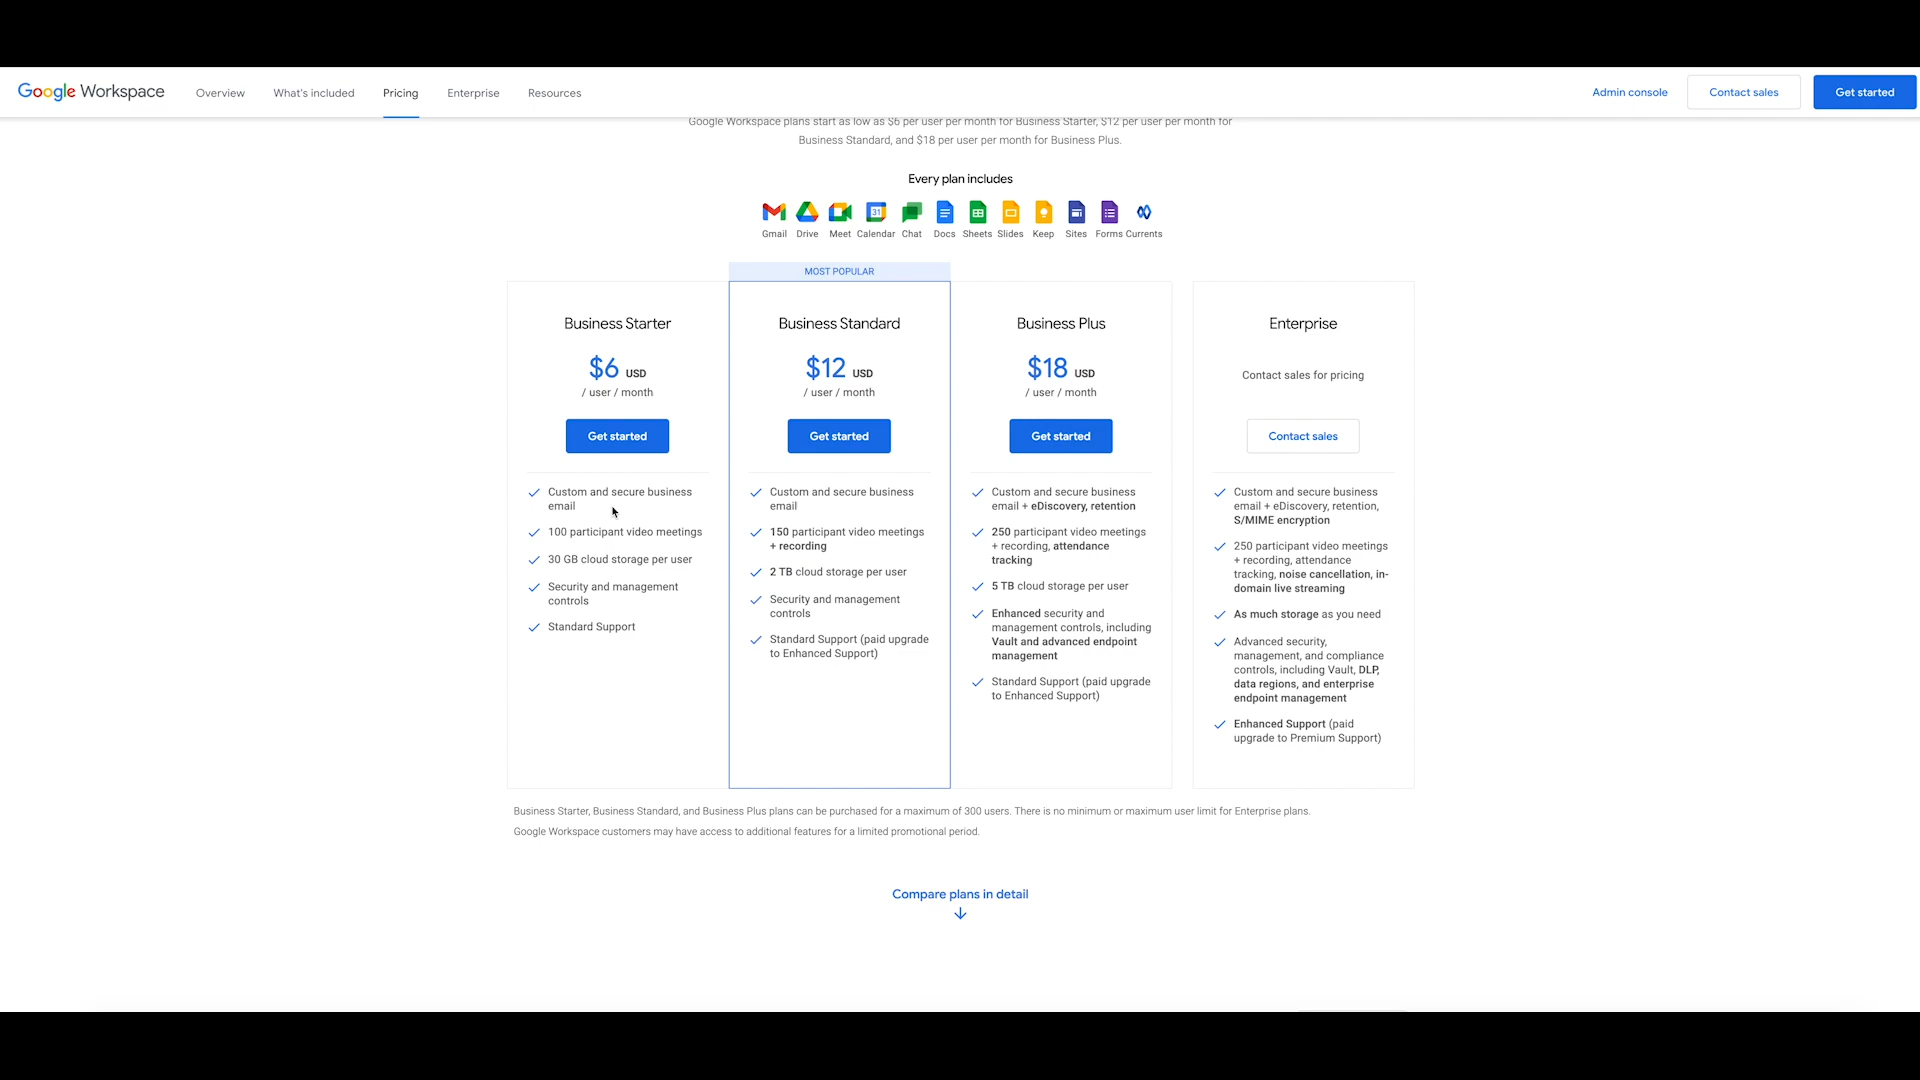 Google Workspace
Overview
What's included
Pricing
Enterprise
Resources
Admin console
Contact sales
Get started
Google Workspace plans start as low as $6 per user per month for Business Starter, $12 per user per month for
Business Standard, and $18 per user per month for Business Plus.
Every plan includes
31
Gmail
Drive
Meet
Calendar
Chat
Docs
Sheets
Slides
Keep
Sites
Forms
Currents
MOST POPULAR
Business Starter
$6 USD
/ user / month
Get started
Custom and secure business
email
100 participant video meetings
30 GB cloud storage per user
Security and management
controls
Standard Support
Business Standard
$12 USD
/ user / month
Get started
Custom and secure business
email
150 participant video meetings
+ recording
2 TB cloud storage per user
Security and management
controls
Standard Support (paid upgrade
to Enhanced Support)
Business Plus
$18 USD
/ user / month
Get started
Custom and secure business
email + eDiscovery, retention
250 participant video meetings
+ recording, attendance
tracking
5 TB cloud storage per user
Enhanced security and
management controls, including
Vault and advanced endpoint
management
Standard Support (paid upgrade
to Enhanced Support)
Enterprise
Contact sales for pricing
Contact sales
Custom and secure business
email + eDiscovery, retention,
S/MIME encryption
250 participant video meetings
+ recording, attendance
tracking, noise cancellation, in-
domain live streaming
As much storage as you need
Advanced security,
management, and compliance
controls, including Vault, DLP,
data regions, and enterprise
endpoint management
Enhanced Support (paid
upgrade to Premium Support)
Business Starter, Business Standard, and Business Plus plans can be purchased for a maximum of 300 users. There is no minimum or maximum user limit for Enterprise plans.
Google Workspace customers may have access to additional features for a limited promotional period.
Compare plans in detail